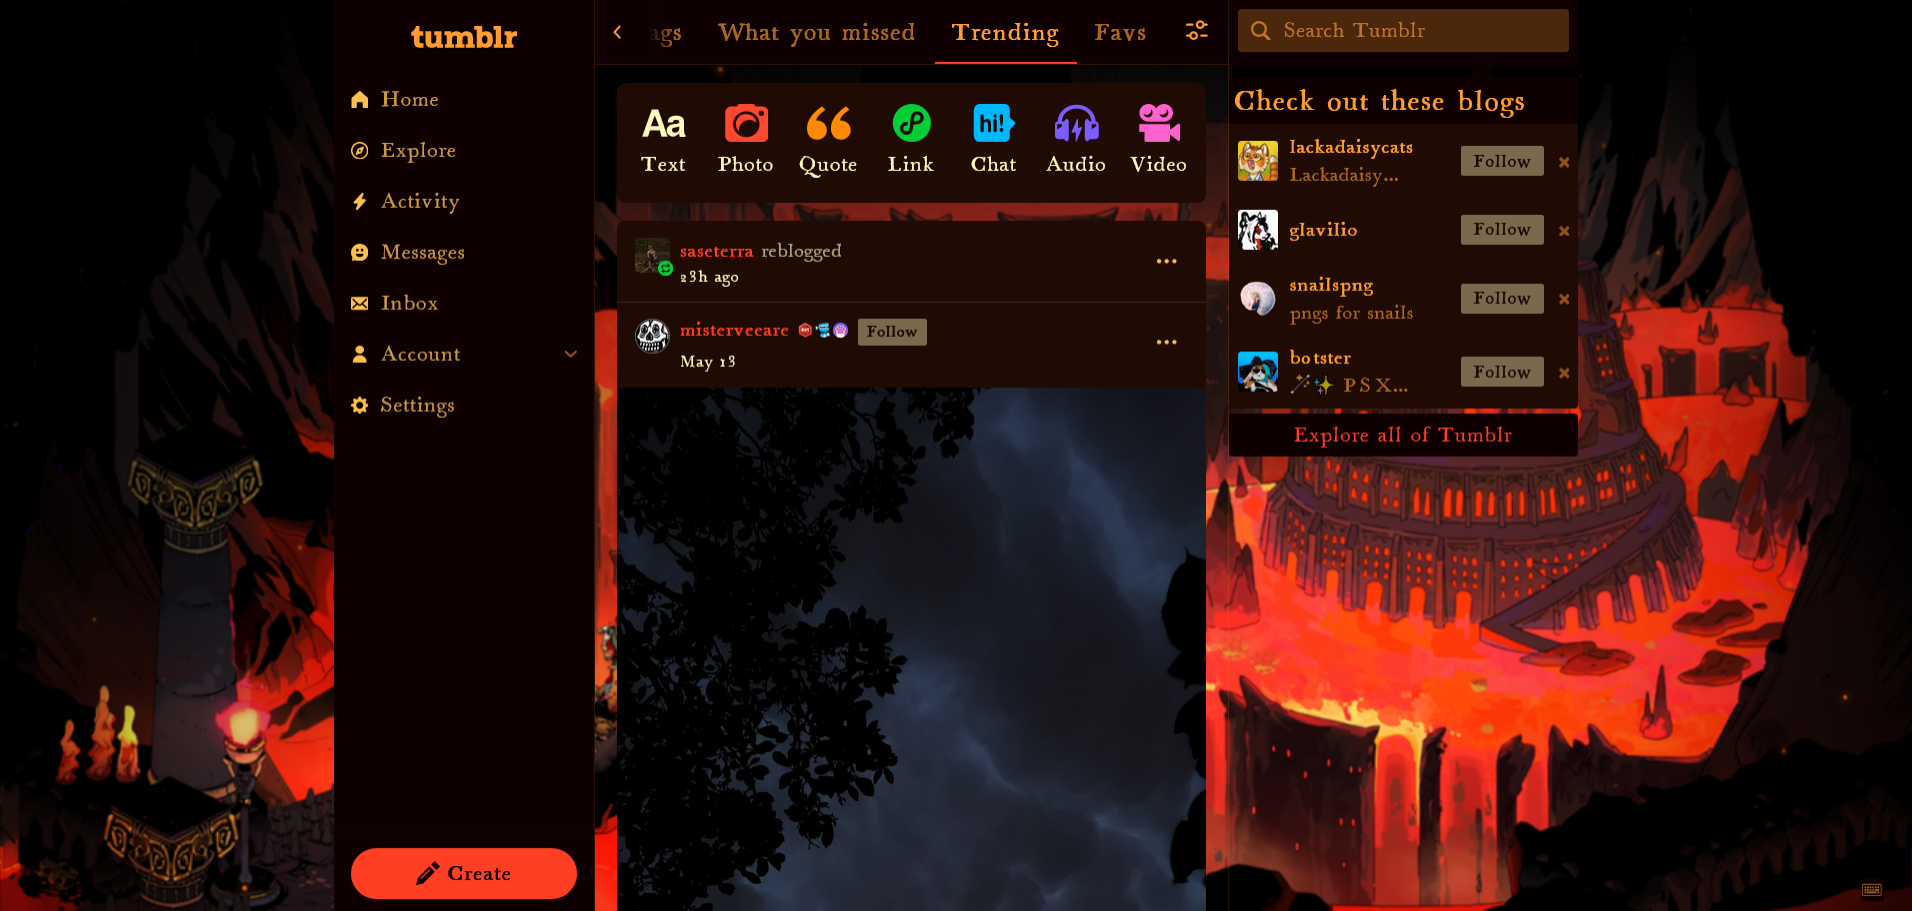 tumblr
Home
Explore
Activity
Messages
Inbox
Account
Settings
Create
ags What you missed Trending Favs
Aa hi!
Text Photo Quote Link Chat Audio Video
saseterra reblogged
23h ago
misterveeare Follow
May 13
Search Tumblr
Check out these blogs
lackadaisycats
Lackadaisy...
Follow
glavilio
Follow
snailspng
pngs for snails
Follow
botster
🪄✨ P S X...
Follow
Explore all of Tumblr